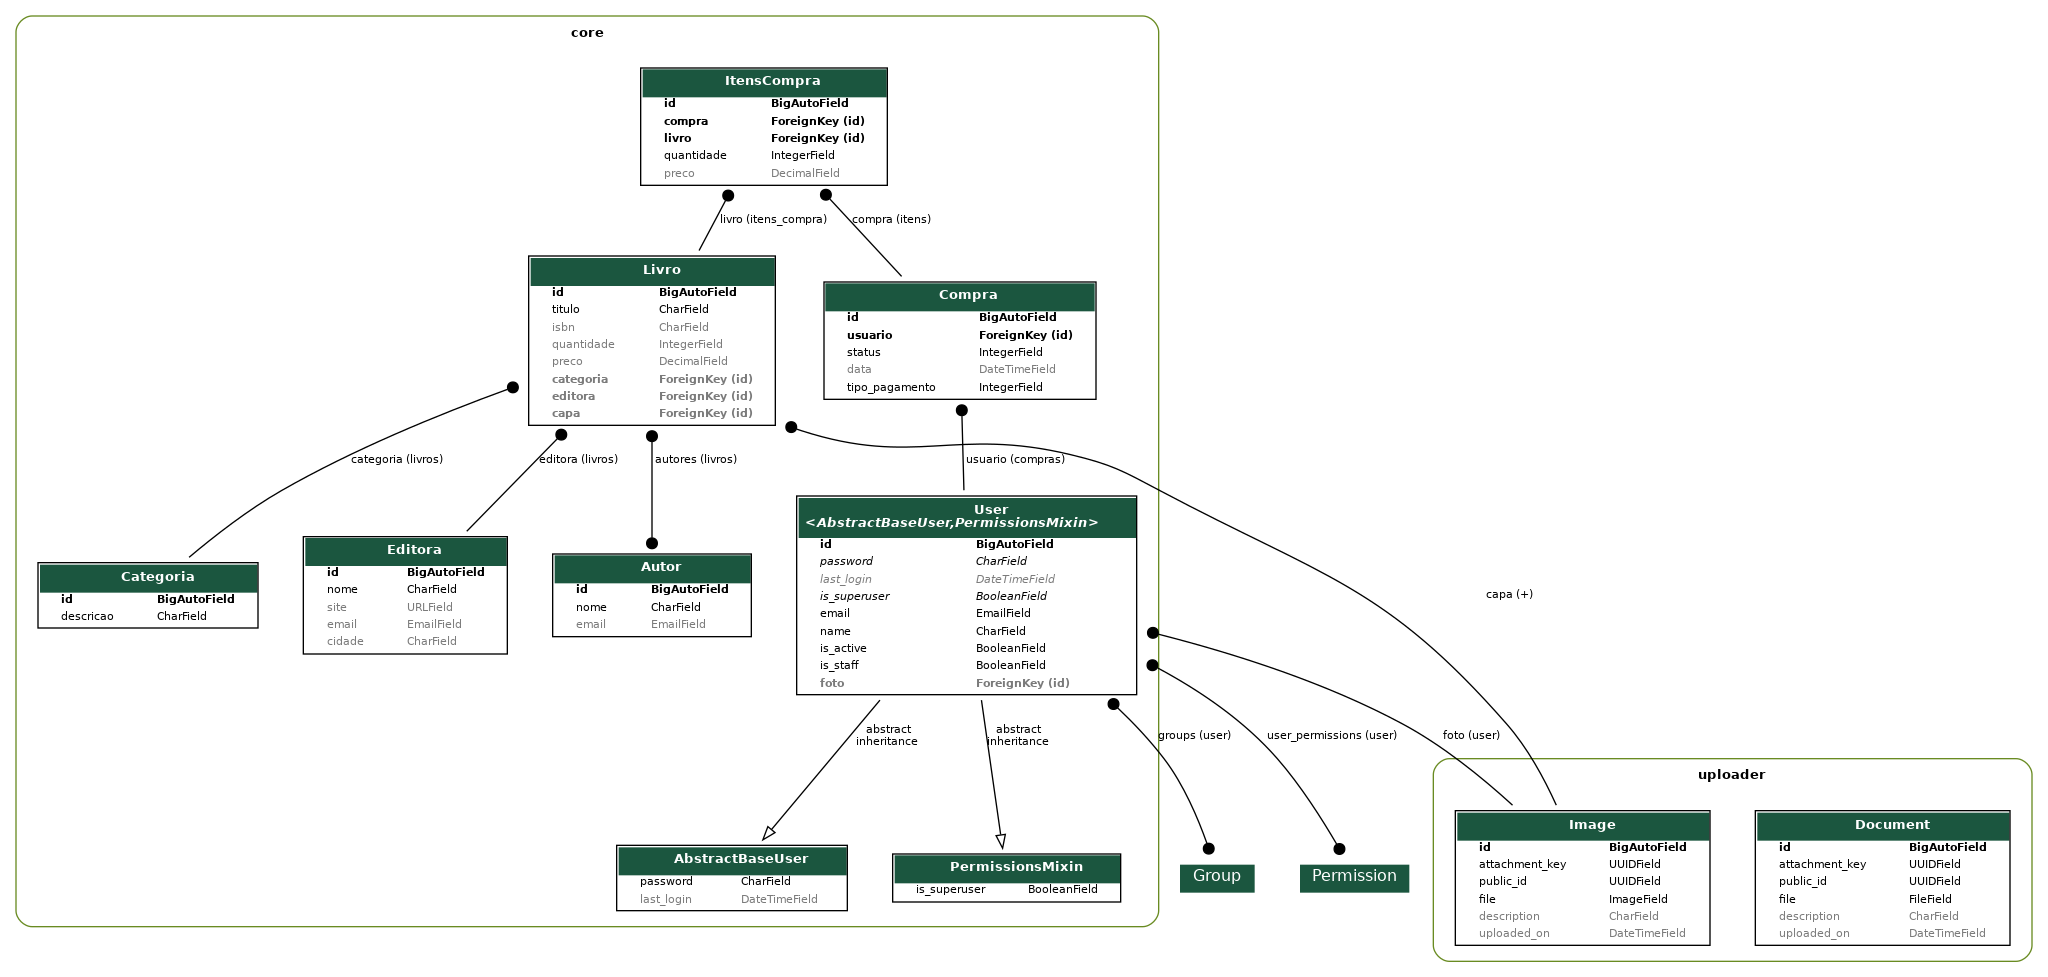 core
ItensCompra
id BigAutoField
compra ForeignKey (id)
livro ForeignKey (id)
quantidade IntegerField
preco DecimalField
livro (itens_compra)
compra (itens)
Livro
id BigAutoField
titulo CharField
isbn CharField
quantidade IntegerField
preco DecimalField
categoria ForeignKey (id)
editora ForeignKey (id)
capa ForeignKey (id)
Compra
id BigAutoField
usuario ForeignKey (id)
status IntegerField
data DateTimeField
tipo_pagamento IntegerField
categoria (livros)
editora (livros)
autores (livros)
usuario (compras)
capa (+)
Categoria
id BigAutoField
descricao CharField
Editora
id BigAutoField
nome CharField
site URLField
email EmailField
cidade CharField
Autor
id BigAutoField
nome CharField
email EmailField
User
<AbstractBaseUser,PermissionsMixin>
id BigAutoField
password CharField
last_login DateTimeField
is_superuser BooleanField
email EmailField
name CharField
is_active BooleanField
is_staff BooleanField
foto ForeignKey (id)
abstract
inheritance
abstract
inheritance
groups (user)
user_permissions (user)
foto (user)
AbstractBaseUser
password CharField
last_login DateTimeField
PermissionsMixin
is_superuser BooleanField
Group
Permission
uploader
Image
id BigAutoField
attachment_key UUIDField
public_id UUIDField
file ImageField
description CharField
uploaded_on DateTimeField
Document
id BigAutoField
attachment_key UUIDField
public_id UUIDField
file FileField
description CharField
uploaded_on DateTimeField